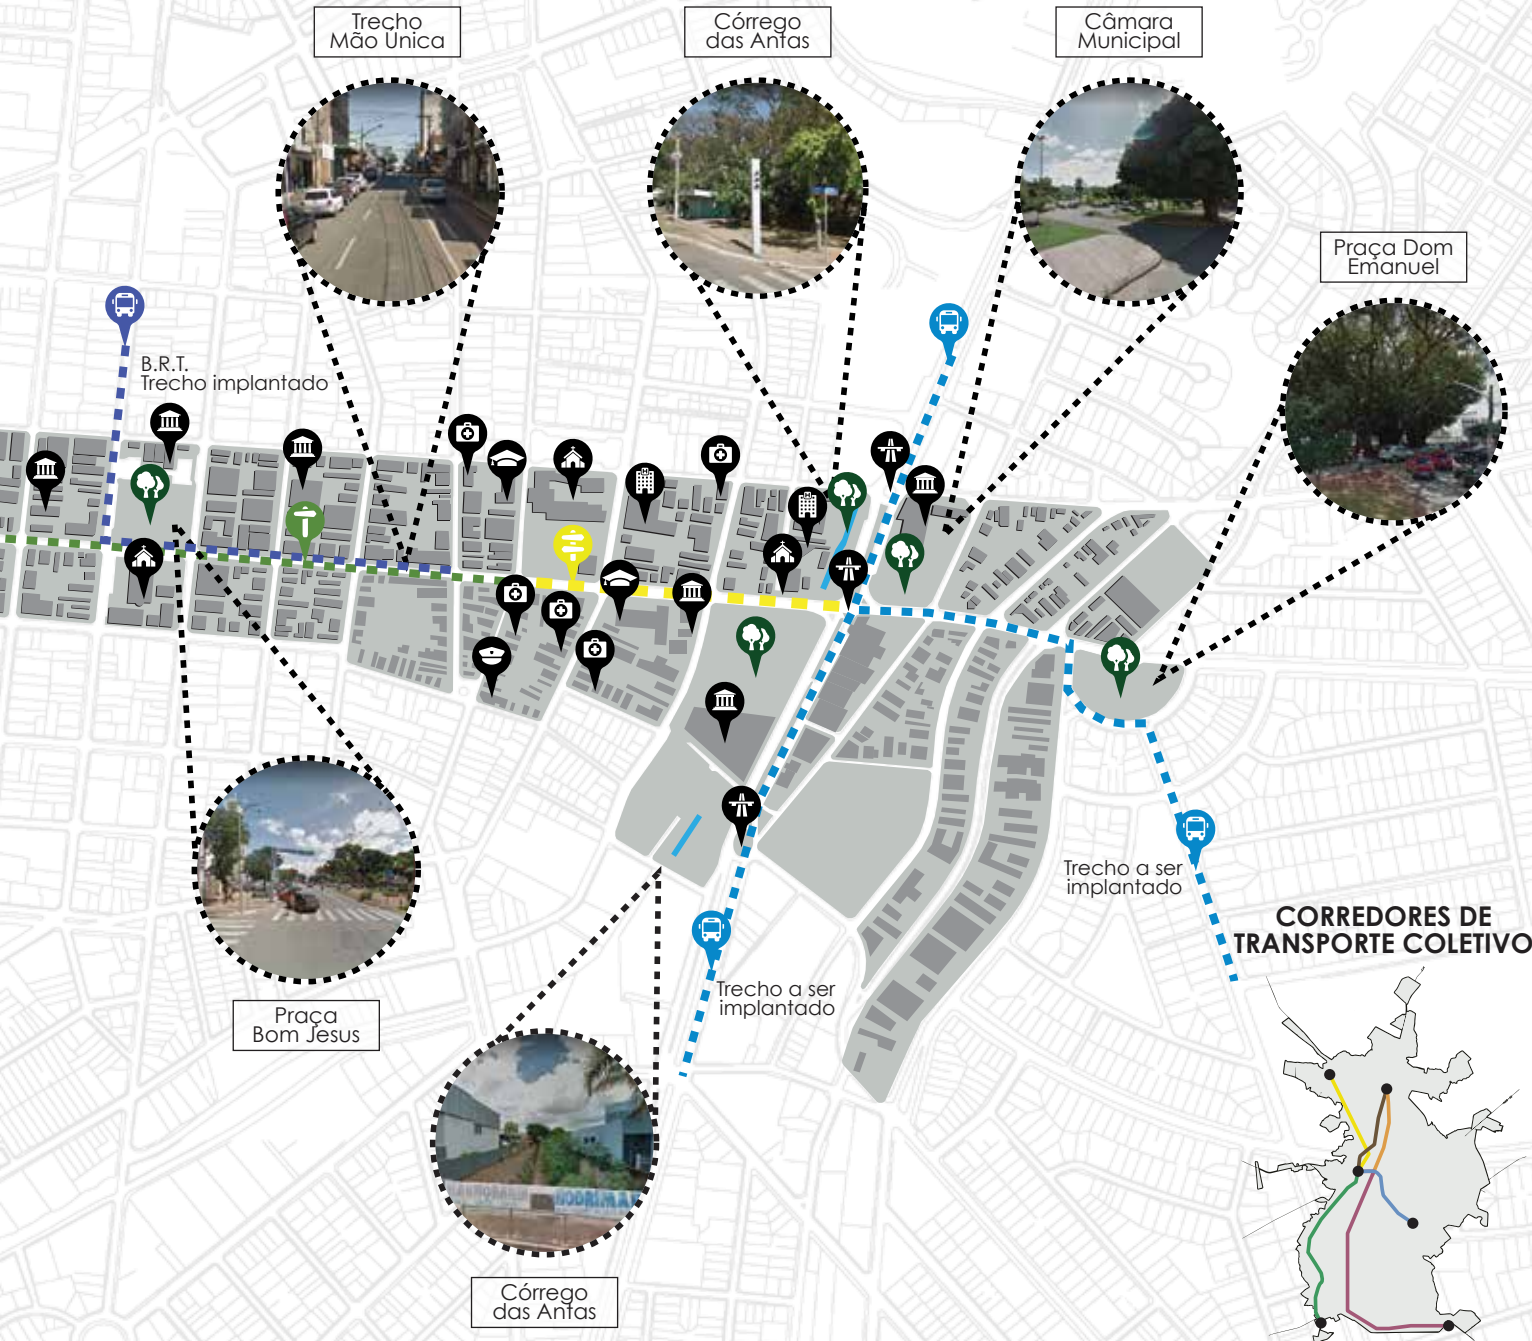 Trecho
Mão Única
Córrego
das Antas
Câmara
Municipal
Praça Dom
Emanuel
B.R.T.
Trecho implantado
Trecho a ser
implantado
CORREDORES DE
TRANSPORTE COLETIVO
Trecho a ser
implantado
Praça
Bom Jesus
Córrego
das Antas